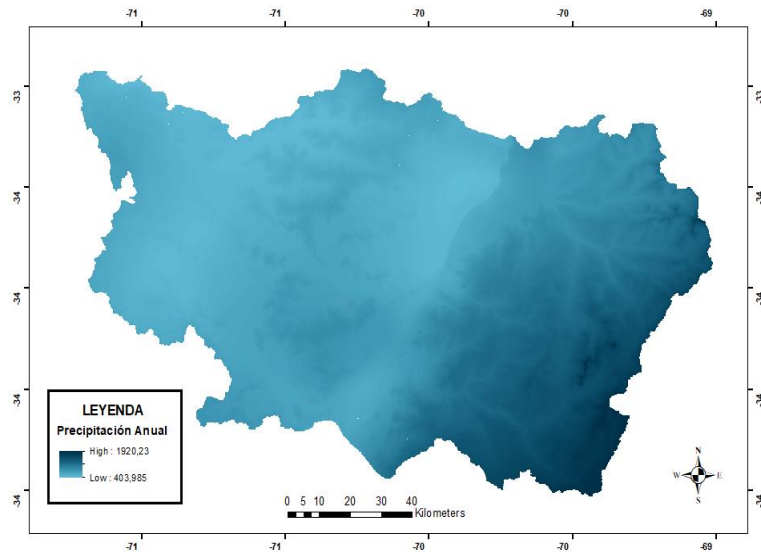 -71 -71 -70 -70 -69
33
-33
-34
-34
-34
-34
-34
-34
34
-34
LEYENDA
Precipitación Anual
High : 1920,23
Low : 403,985
N
W E
S
0 5 10 20 30 40
Kilometers
-71 -71 -70 -70 -69